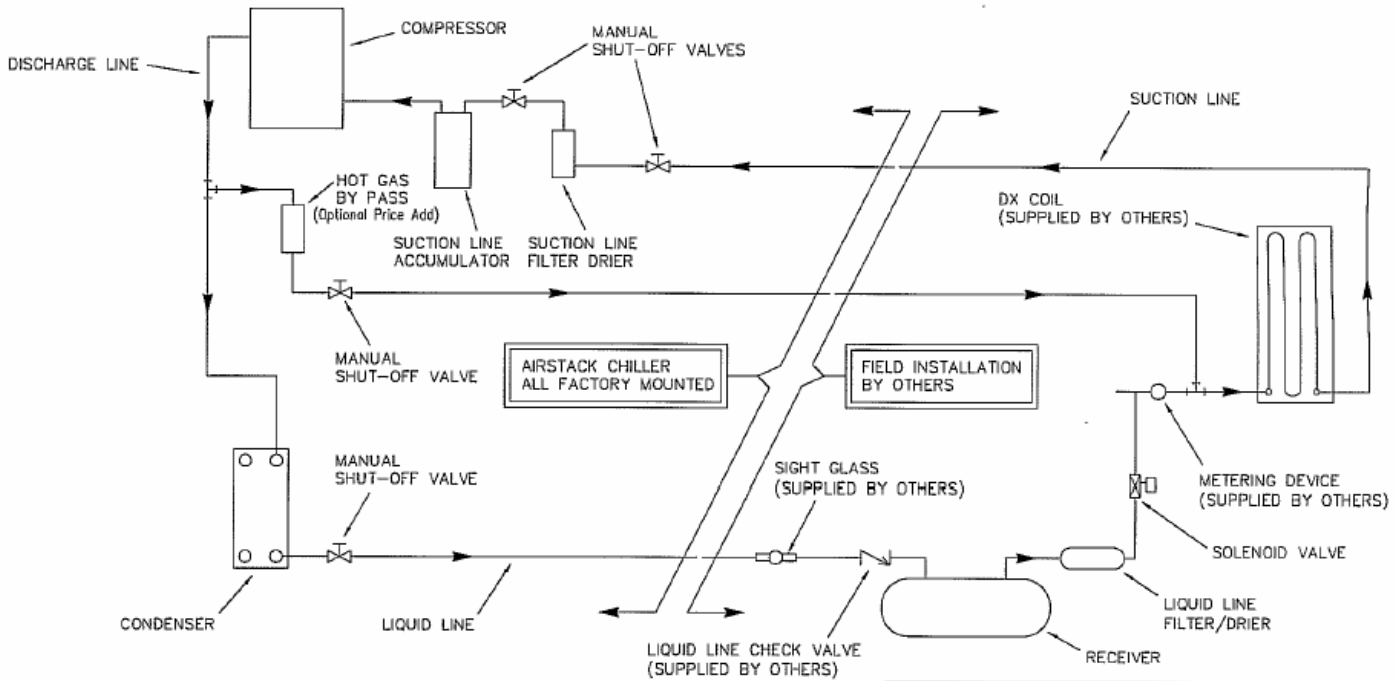 COMPRESSOR
MANUAL
SHUT-OFF VALVES
DISCHARGE LINE
SUCTION LINE
HOT GAS
BY PASS
(Optional Price Add)
DX COIL
(SUPPLIED BY OTHERS)
SUCTION LINE
ACCUMULATOR
SUCTION LINE
FILTER DRIER
MANUAL
SHUT-OFF VALVE
AIRSTACK CHILLER
ALL FACTORY MOUNTED
FIELD INSTALLATION
BY OTHERS
MANUAL
SHUT-OFF VALVE
SIGHT GLASS
(SUPPLIED BY OTHERS)
METERING DEVICE
(SUPPLIED BY OTHERS)
SOLENOID VALVE
CONDENSER
LIQUID LINE
LIQUID LINE CHECK VALVE
(SUPPLIED BY OTHERS)
LIQUID LINE
FILTER/DRIER
RECEIVER